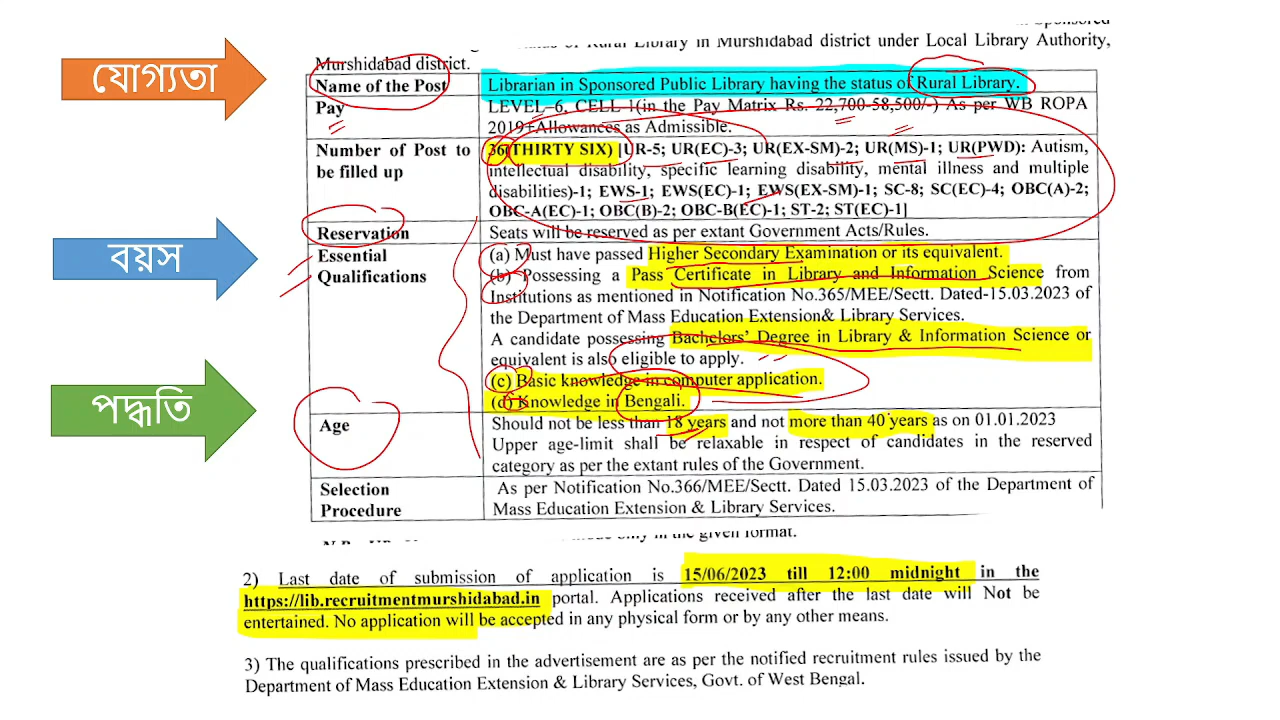 যোগ্যতা
বয়স
পদ্ধতি
Rural Library in Murshidabad district under Local Library Authority,
Murshidabad district.
Name of the Post
Librarian in Sponsored Public Library having the status of Rural Library.
Pay
LEVEL–6, CELL-1(in the Pay Matrix Rs. 22,700-58,500/-) As per WB ROPA
2019+Allowances as Admissible.
Number of Post to
be filled up
36(THIRTY SIX) [UR-5; UR(EC)-3; UR(EX-SM)-2; UR(MS)-1; UR(PWD): Autism,
intellectual disability, specific learning disability, mental illness and multiple
disabilities)-1; EWS-1; EWS(EC)-1; EWS(EX-SM)-1; SC-8; SC(EC)-4; OBC(A)-2;
OBC-A(EC)-1; OBC(B)-2; OBC-B(EC)-1; ST-2; ST(EC)-1]
Reservation
Seats will be reserved as per extant Government Acts/Rules.
Essential
Qualifications
(a) Must have passed Higher Secondary Examination or its equivalent.
(b) Possessing a Pass Certificate in Library and Information Science from
Institutions as mentioned in Notification No.365/MEE/Sectt. Dated-15.03.2023 of
the Department of Mass Education Extension& Library Services.
A candidate possessing Bachelors' Degree in Library & Information Science or
equivalent is also eligible to apply.
(c) Basic knowledge in computer application.
(d) Knowledge in Bengali.
Age
Should not be less than 18 years and not more than 40 years as on 01.01.2023
Upper age-limit shall be relaxable in respect of candidates in the reserved
category as per the extant rules of the Government.
Selection
Procedure
As per Notification No.366/MEE/Sectt. Dated 15.03.2023 of the Department of
Mass Education Extension & Library Services.
only in the given format.
2) Last date of submission of application is 15/06/2023 till 12:00 midnight in the
https://lib.recruitmentmurshidabad.in portal. Applications received after the last date will Not be
entertained. No application will be accepted in any physical form or by any other means.
3) The qualifications prescribed in the advertisement are as per the notified recruitment rules issued by the
Department of Mass Education Extension & Library Services, Govt. of West Bengal.